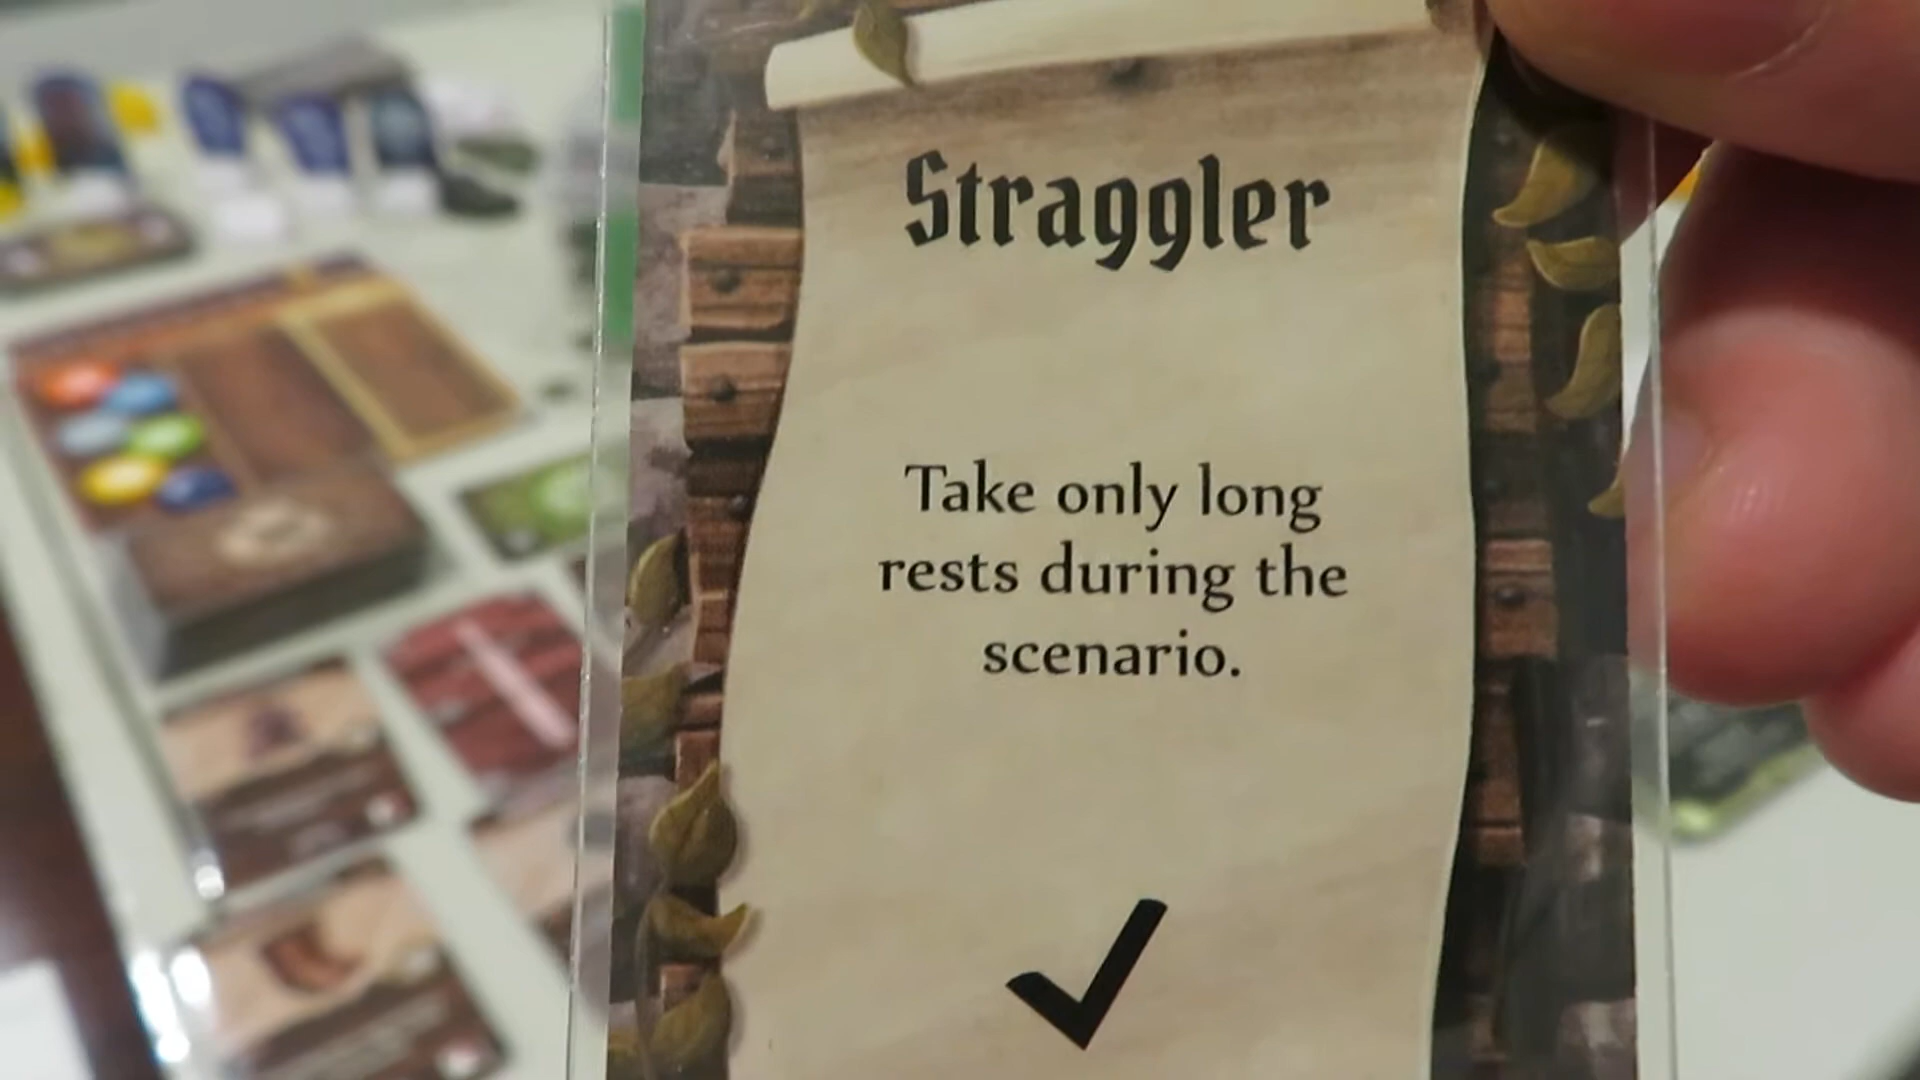 Straggler
Take only long
rests during the
scenario.